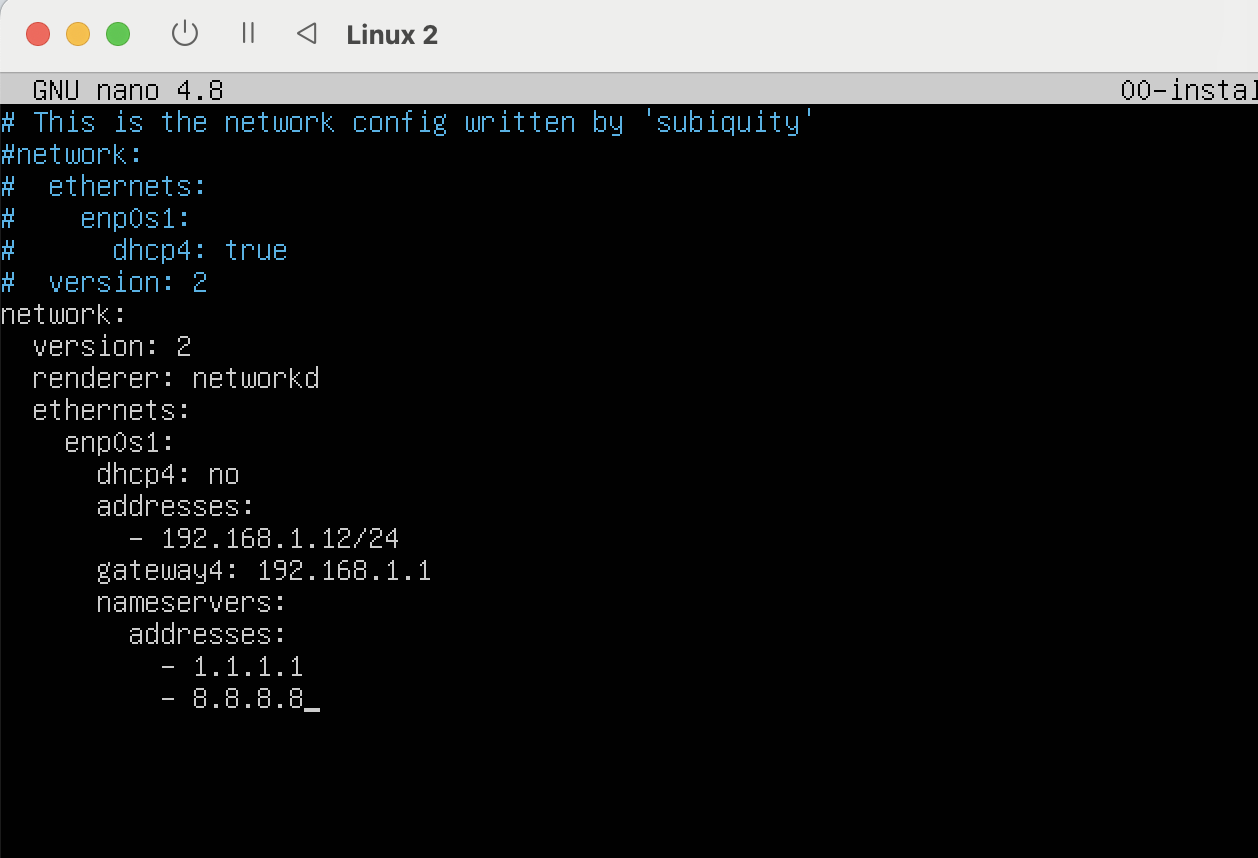 Linux 2
GNU nano 4.8 00-instal
# This is the network config written by 'subiquity'
#network:
#  ethernets:
#    enp0s1:
#      dhcp4: true
#  version: 2
network:
  version: 2
  renderer: networkd
  ethernets:
    enp0s1:
      dhcp4: no
      addresses:
        - 192.168.1.12/24
      gateway4: 192.168.1.1
      nameservers:
        addresses:
          - 1.1.1.1
          - 8.8.8.8